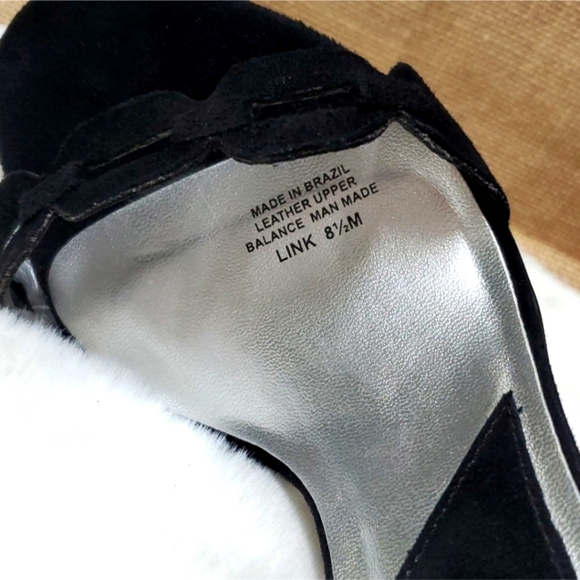 MADE IN BRAZIL
LEATHER UPPER
BALANCE MAN MADE
LINK 8½M